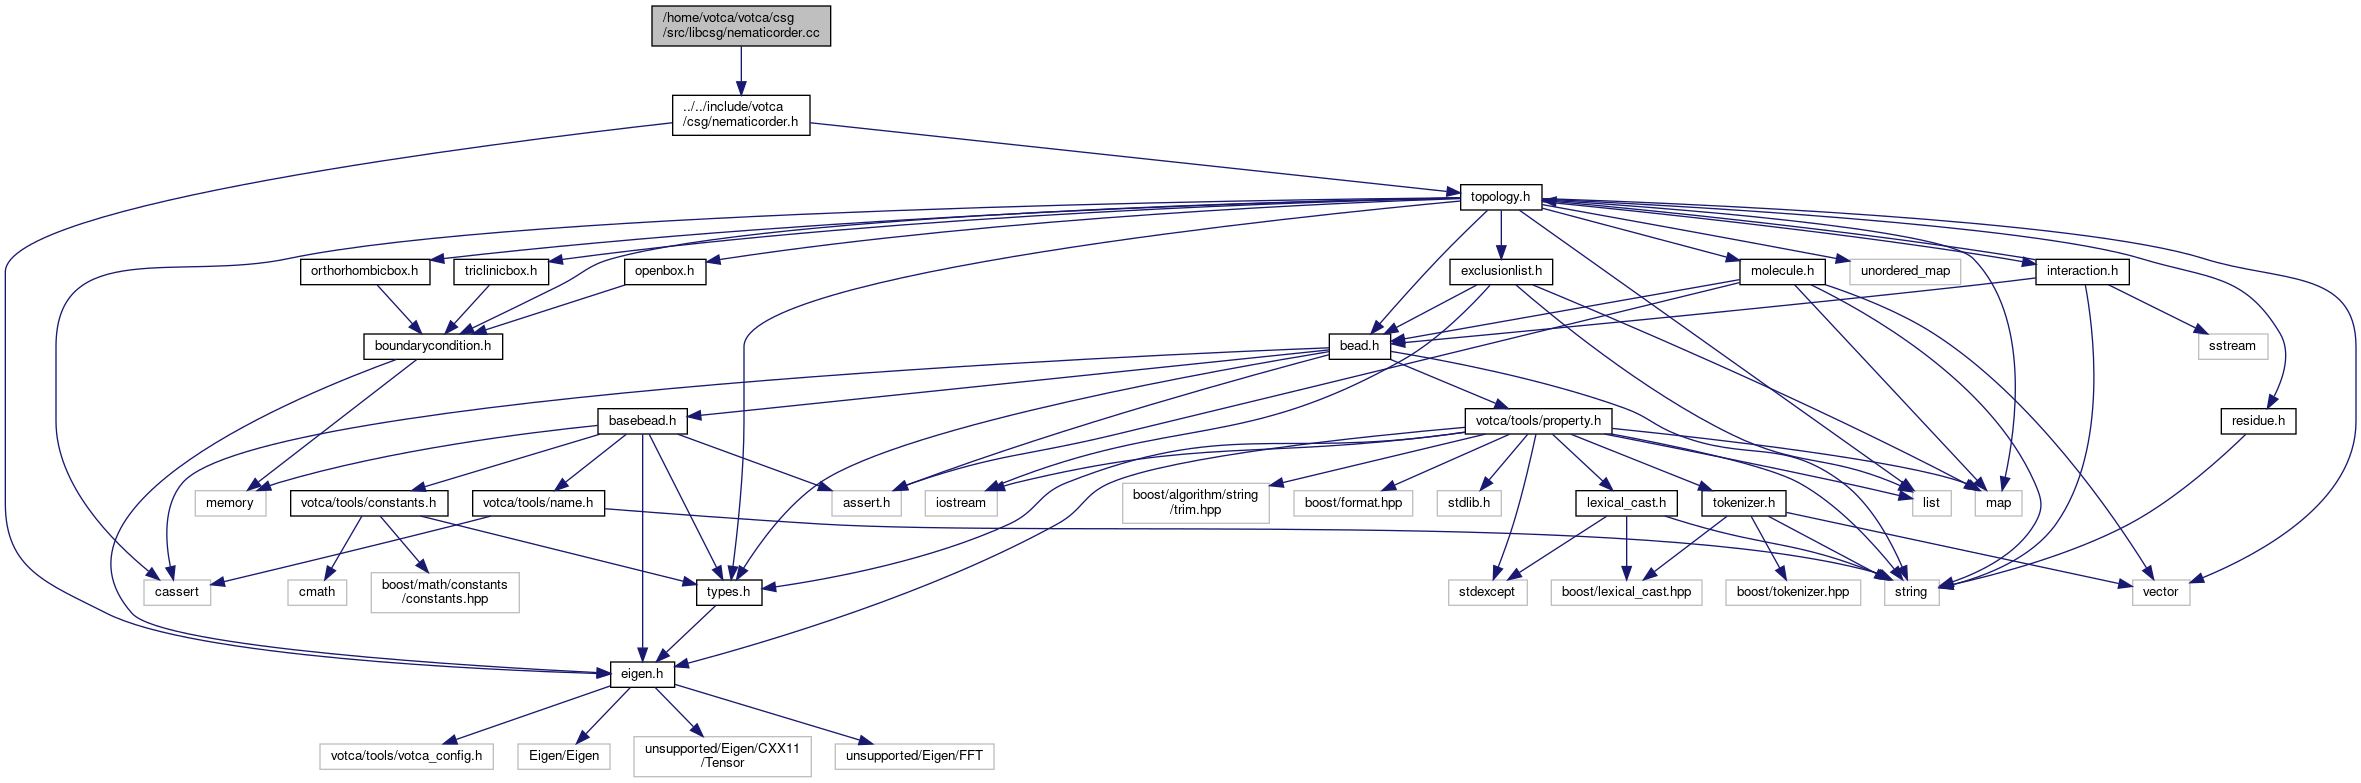 /home/votca/votca/csg
/src/libcsg/nematicorder.cc
../../include/votca
/csg/nematicorder.h
topology.h
orthorhombicbox.h
triclinicbox.h
openbox.h
exclusionlist.h
molecule.h
unordered_map
interaction.h
boundarycondition.h
bead.h
sstream
basebead.h
votca/tools/property.h
residue.h
memory
votca/tools/constants.h
votca/tools/name.h
assert.h
iostream
boost/algorithm/string
/trim.hpp
boost/format.hpp
stdlib.h
lexical_cast.h
tokenizer.h
list
map
cassert
cmath
boost/math/constants
/constants.hpp
types.h
stdexcept
boost/lexical_cast.hpp
boost/tokenizer.hpp
string
vector
eigen.h
votca/tools/votca_config.h
Eigen/Eigen
unsupported/Eigen/CXX11
/Tensor
unsupported/Eigen/FFT